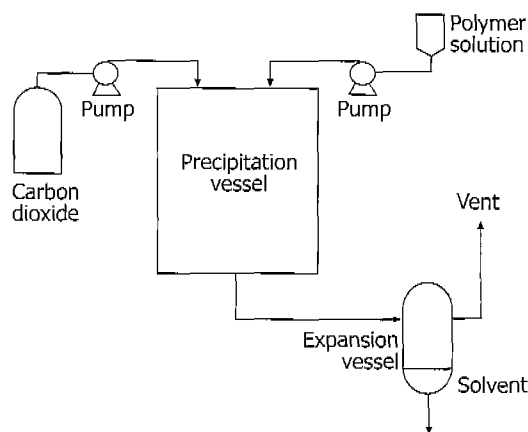 Polymer
solution
Pump
Pump
Precipitation
vessel
Carbon
dioxide
Vent
Expansion
vessel
Solvent